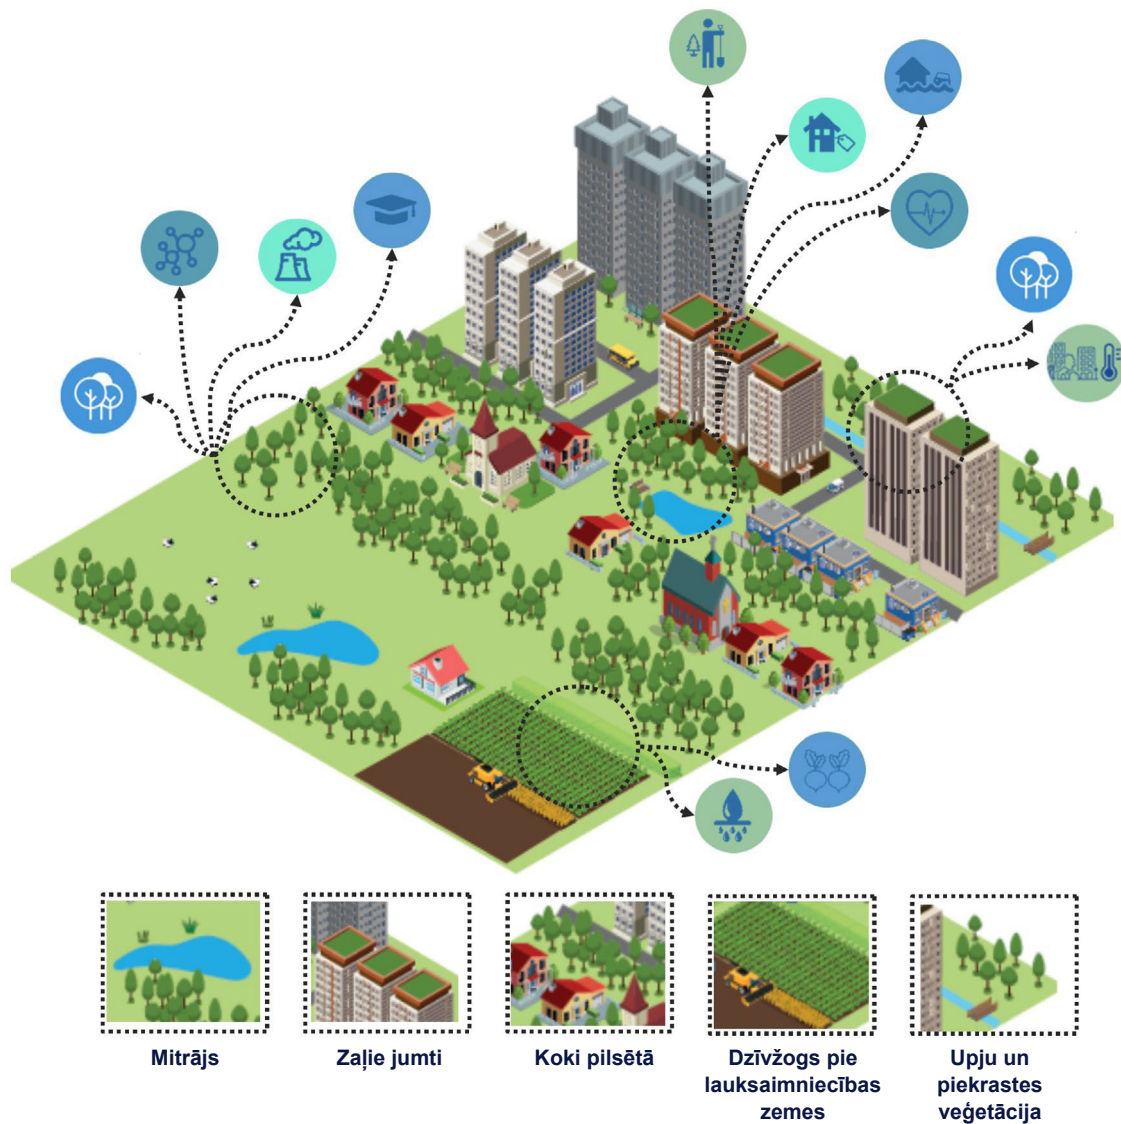 Mitrājs
Zaļie jumti
Koki pilsētā
Dzīvžogs pie
lauksaimniecības
zemes
Upju un
piekrastes
veģetācija